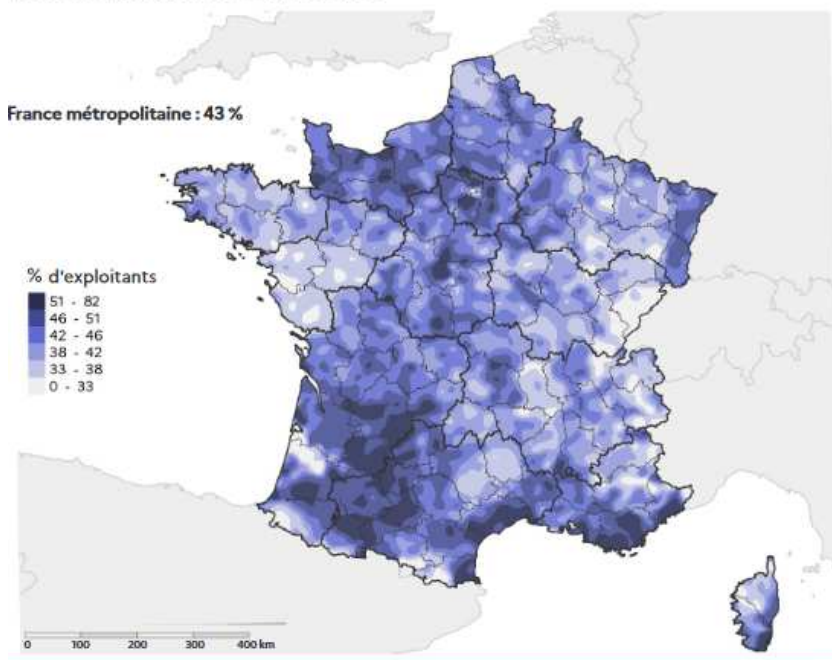 France métropolitaine : 43 %
% d'exploitants
51 - 82
46 - 51
42 - 46
38 - 42
33 - 38
0 - 33
0 100 200 300 400 km